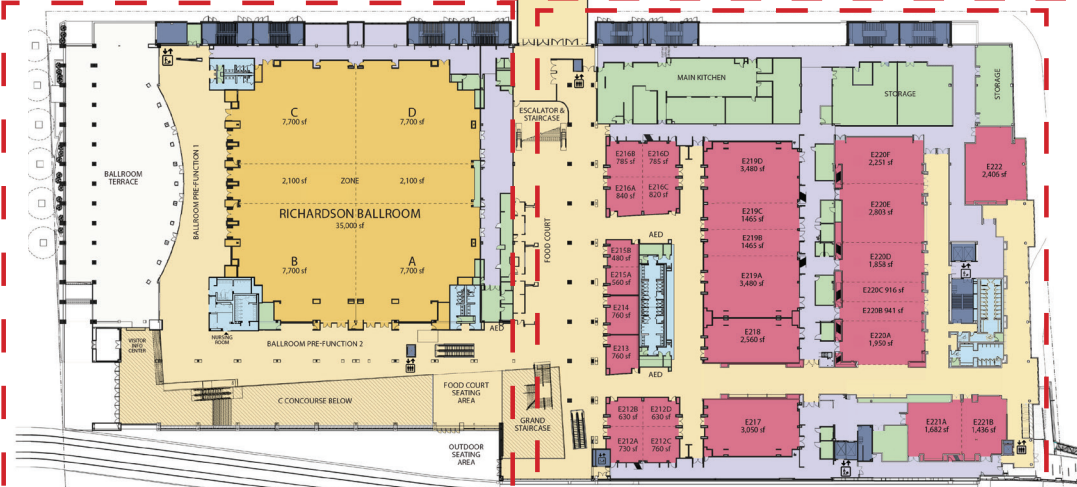 C
7,700 sf
D
7,700 sf
2,100 sf
ZONE
2,100 sf
RICHARDSON BALLROOM
35,000 sf
B
7,700 sf
A
7,700 sf
BALLROOM
TERRACE
BALLROOM PRE-FUNCTION 1
VISITOR
INFO
CENTER
NURSING
ROOM
BALLROOM PRE-FUNCTION 2
AED
C CONCOURSE BELOW
FOOD COURT
SEATING
AREA
OUTDOOR
SEATING
AREA
GRAND
STAIRCASE
ESCALATOR &
STAIRCASE
FOOD COURT
MAIN KITCHEN
STORAGE
STORAGE
E216B
785 sf
E216D
785 sf
E216A
840 sf
E216C
820 sf
AED
E215B
480 sf
E215A
560 sf
E214
760 sf
E213
760 sf
AED
E212B
630 sf
E212D
630 sf
E212A
730 sf
E212C
760 sf
E219D
3,480 sf
E219C
1465 sf
E219B
1465 sf
E219A
3,480 sf
E218
2,560 sf
E217
3,050 sf
E220F
2,251 sf
E220E
2,803 sf
E220D
1,858 sf
E220C 916 sf
E220B 941 sf
E220A
1,950 sf
E222
2,406 sf
E221A
1,682 sf
E221B
1,436 sf